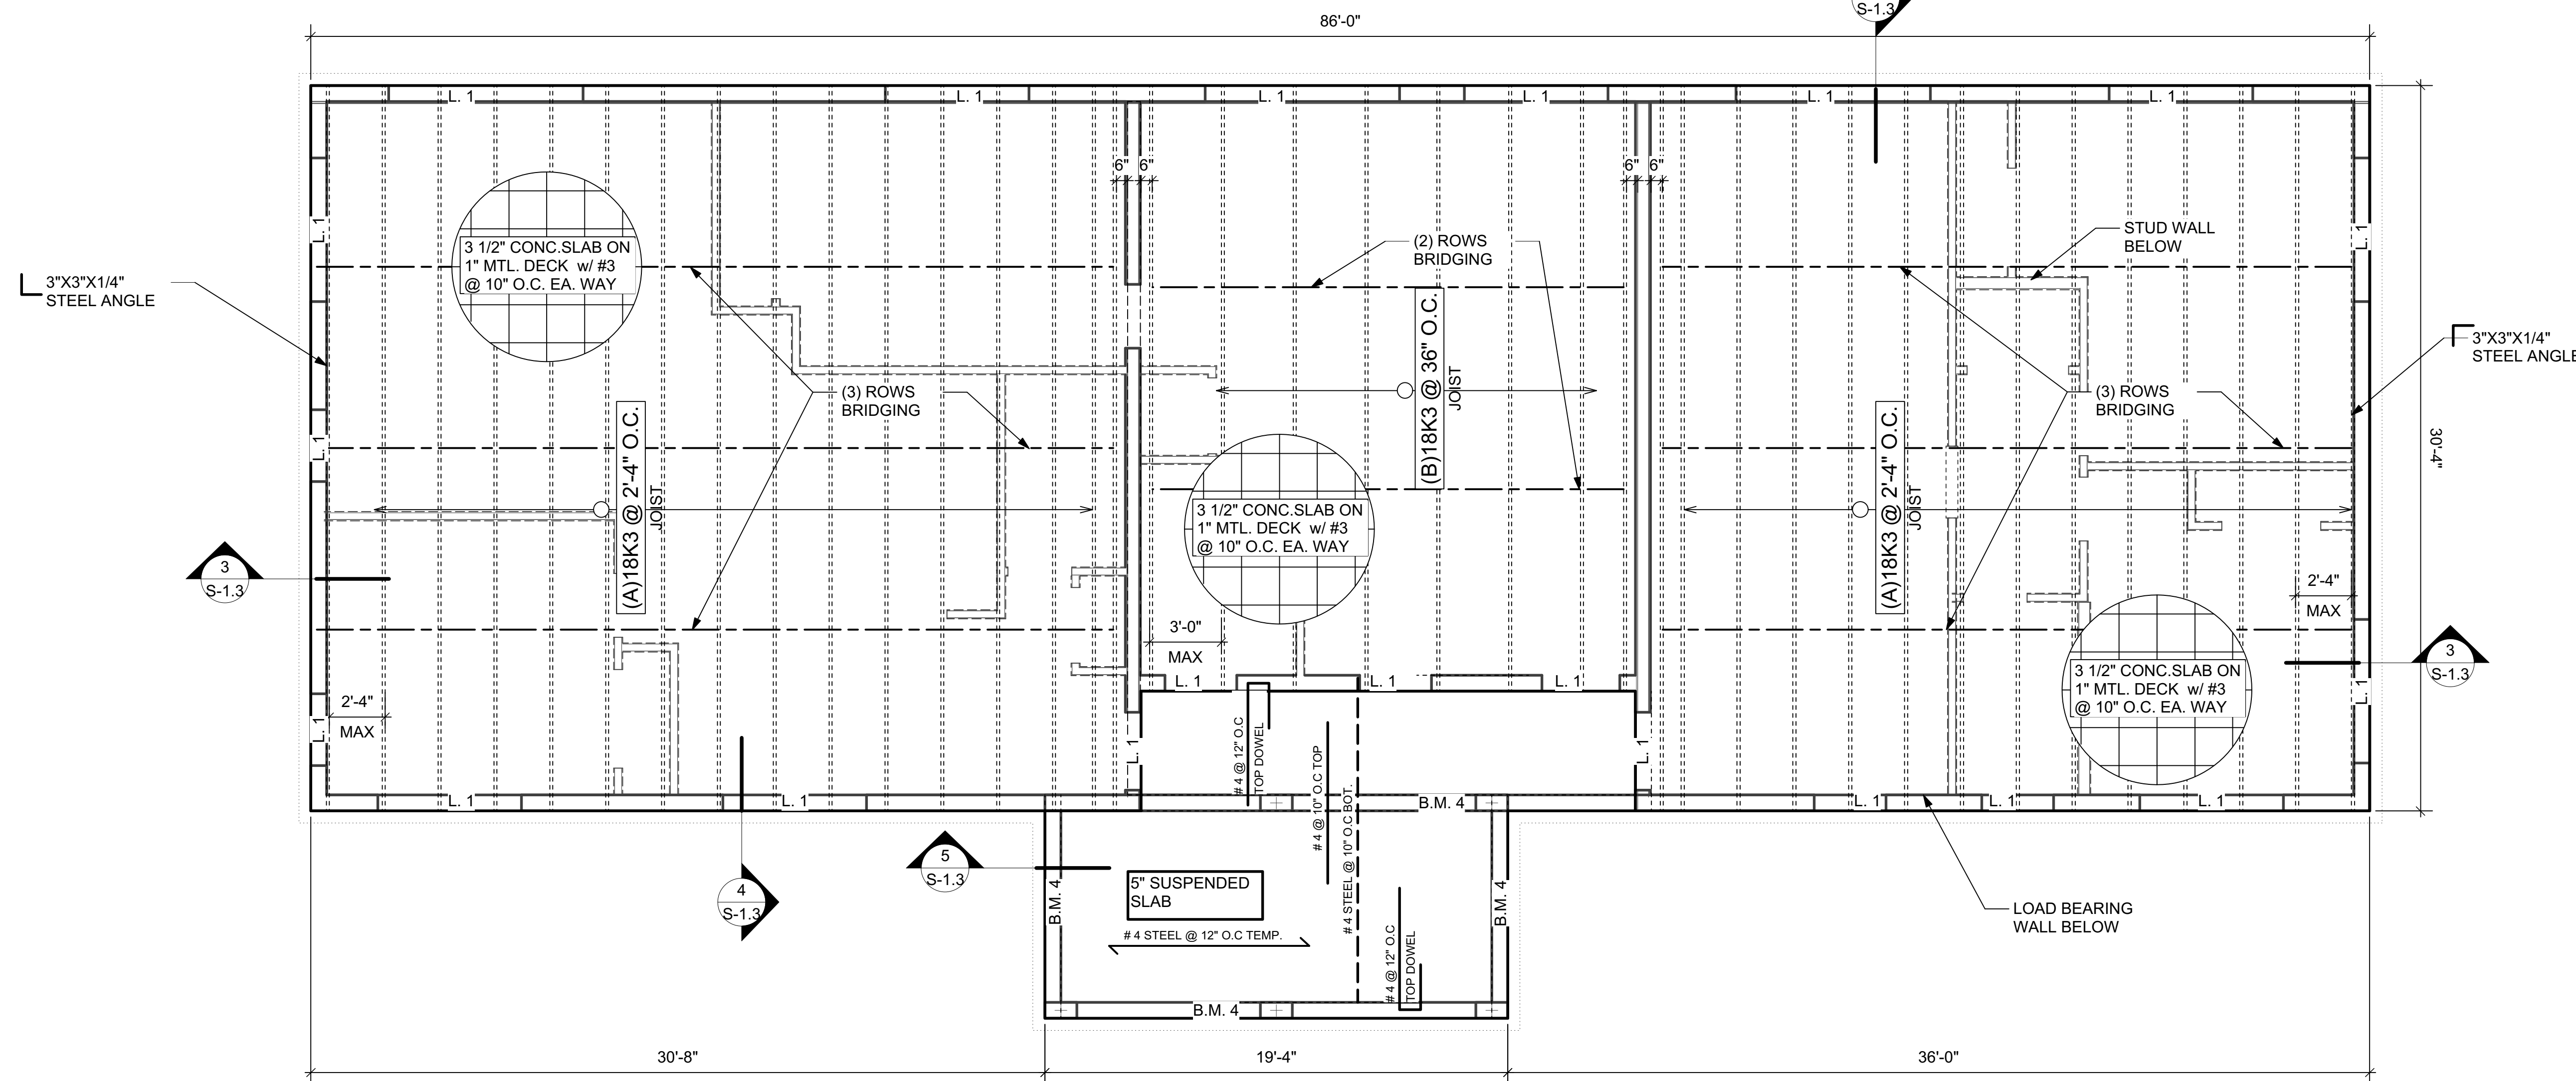 S-1.3
86'-0"
L. 1
L. 1
L. 1
L. 1
L. 1
L. 1
6"
6"
6"
6"
L. 1
L. 1
3 1/2" CONC.SLAB ON
1" MTL. DECK w/ #3
@ 10" O.C. EA. WAY
(2) ROWS
BRIDGING
STUD WALL
BELOW
3"X3"X1/4"
STEEL ANGLE
3"X3"X1/4"
STEEL ANGLE
(3) ROWS
BRIDGING
(B)18K3 @ 36" O.C.
JOIST
(3) ROWS
BRIDGING
30'-4"
L. 1
(A)18K3 @ 2'-4" O.C.
JOIST
(A)18K3 @ 2'-4" O.C.
JOIST
3 1/2" CONC.SLAB ON
1" MTL. DECK w/ #3
@ 10" O.C. EA. WAY
3
S-1.3
2'-4"
MAX
3'-0"
MAX
3
S-1.3
3 1/2" CONC.SLAB ON
1" MTL. DECK w/ #3
@ 10" O.C. EA. WAY
2'-4"
MAX
L. 1
L. 1
L. 1
L. 1
L. 1
L. 1
L. 1
# 4 @ 12" O.C
TOP DOWEL
# 4 @ 10" O.C TOP
# 4 STEEL @ 10" O.C BOT.
L. 1
L. 1
B.M. 4
L. 1
L. 1
L. 1
5
S-1.3
4
S-1.3
B.M. 4
5" SUSPENDED
SLAB
B.M. 4
LOAD BEARING
WALL BELOW
# 4 STEEL @ 12" O.C TEMP.
# 4 @ 12" O.C
TOP DOWEL
B.M. 4
30'-8"
19'-4"
36'-0"